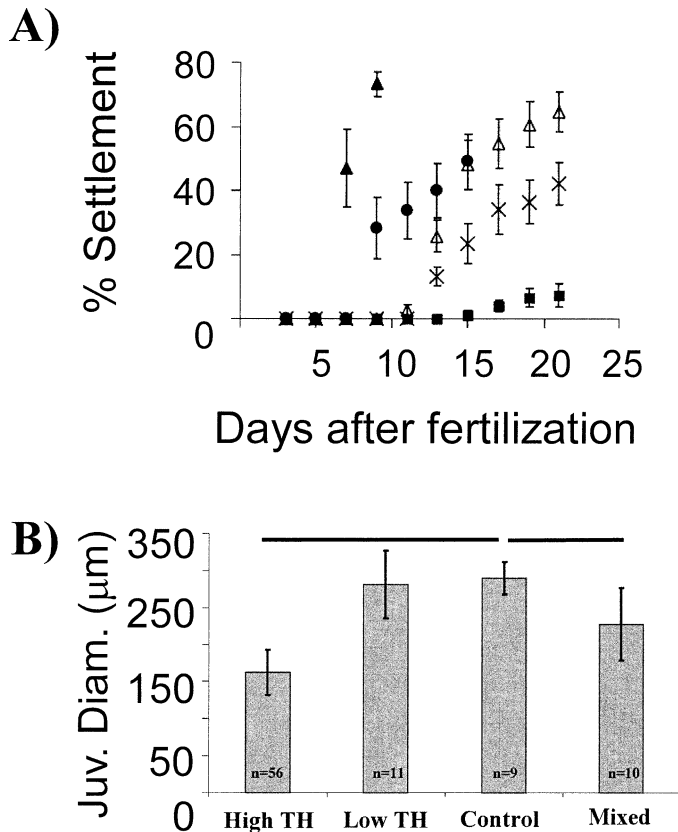 A)
% Settlement
80
60
40
20
0
5 10 15 20 25
Days after fertilization
B)
Juv. Diam. (µm)
350
250
150
50
0
n=56 n=11 n=9 n=10
High TH Low TH Control Mixed